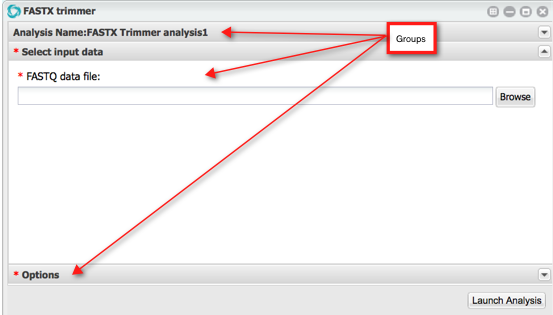 FASTX trimmer
Analysis Name:FASTX Trimmer analysis1
Groups
* Select input data
* FASTQ data file:
Browse
* Options
Launch Analysis